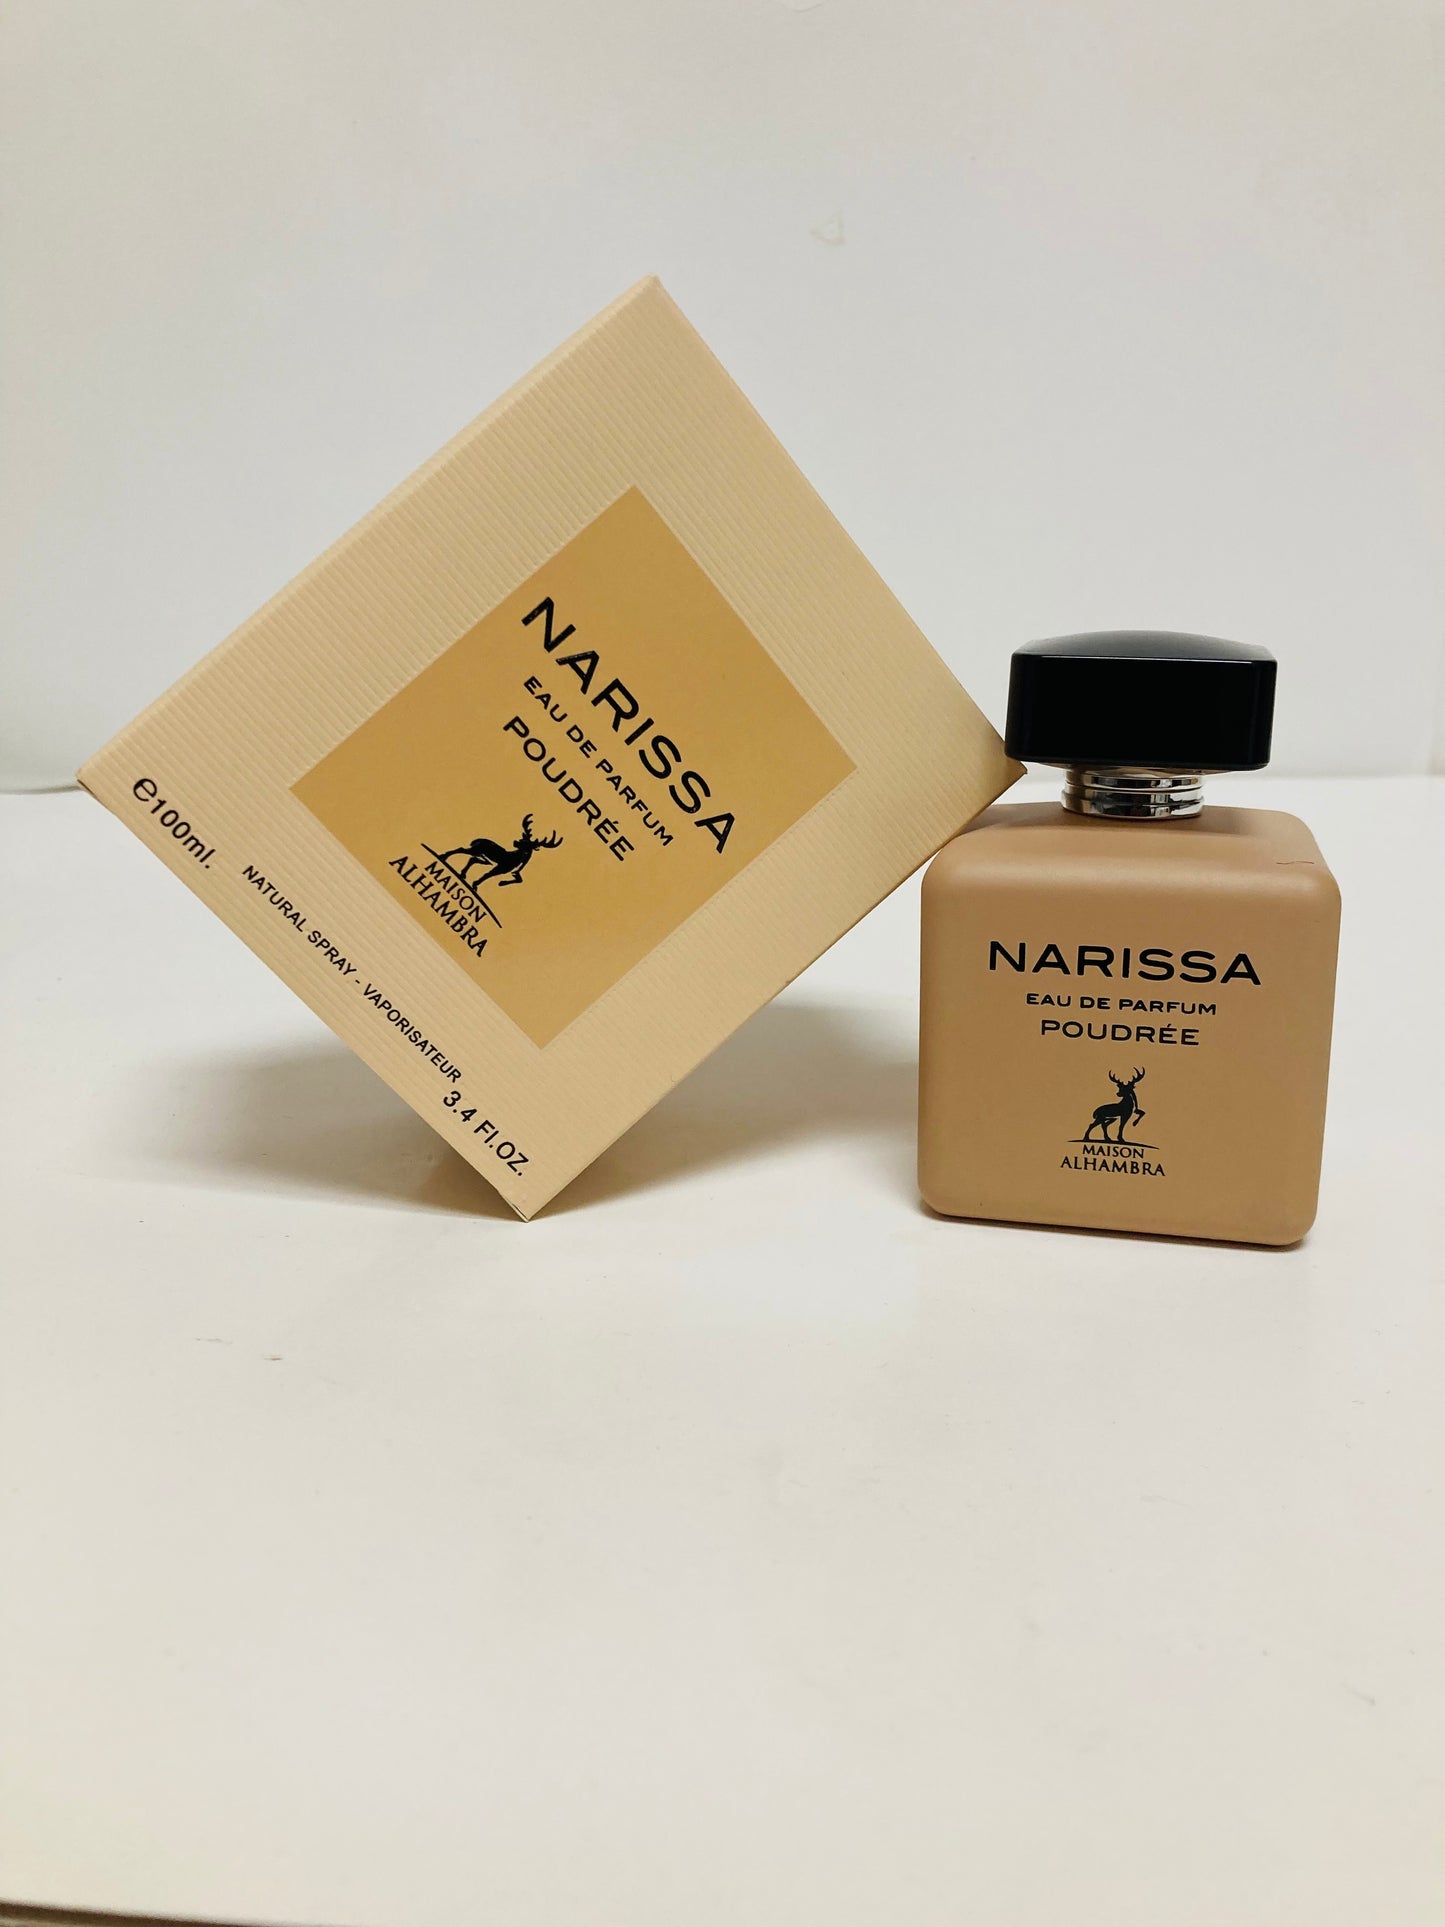 NARISSA
EAU DE PARFUM
POUDRÉE
MAISON
ALHAMBRA
℮100ml.
NATURAL SPRAY - VAPORISATEUR
3.4 Fl.OZ.
NARISSA
EAU DE PARFUM
POUDRÉE
MAISON
ALHAMBRA